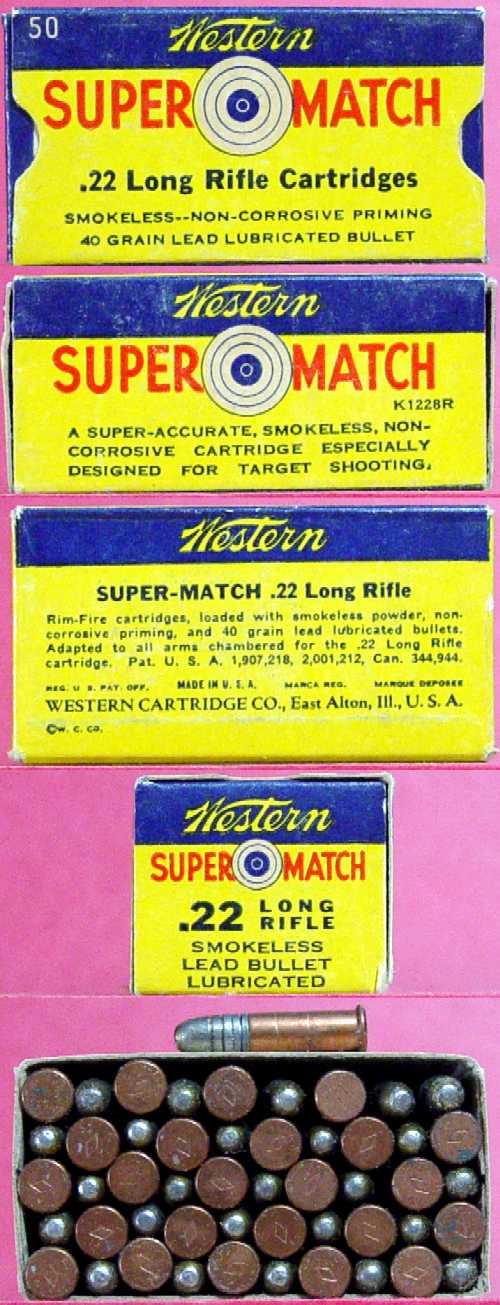 50
Western
SUPER MATCH
.22 Long Rifle Cartridges
SMOKELESS--NON-CORROSIVE PRIMING
40 GRAIN LEAD LUBRICATED BULLET
Western
SUPER MATCH
K1228R
A SUPER-ACCURATE, SMOKELESS, NON-
CORROSIVE CARTRIDGE ESPECIALLY
DESIGNED FOR TARGET SHOOTING.
Western
SUPER-MATCH .22 Long Rifle
Rim-Fire cartridges, loaded with smokeless powder, non-
corrosive priming, and 40 grain lead lubricated bullets.
Adapted to all arms chambered for the .22 Long Rifle
cartridge. Pat. U. S. A. 1,907,218, 2,001,212, Can. 344,944.
REG. U. S. PAT. OFF. MADE IN U. S. A. MARCA REG. MARQUE DEPOSEE
WESTERN CARTRIDGE CO., East Alton, Ill., U. S. A.
©W. C. CO.
Western
SUPER MATCH
.22 LONG RIFLE
SMOKELESS
LEAD BULLET
LUBRICATED